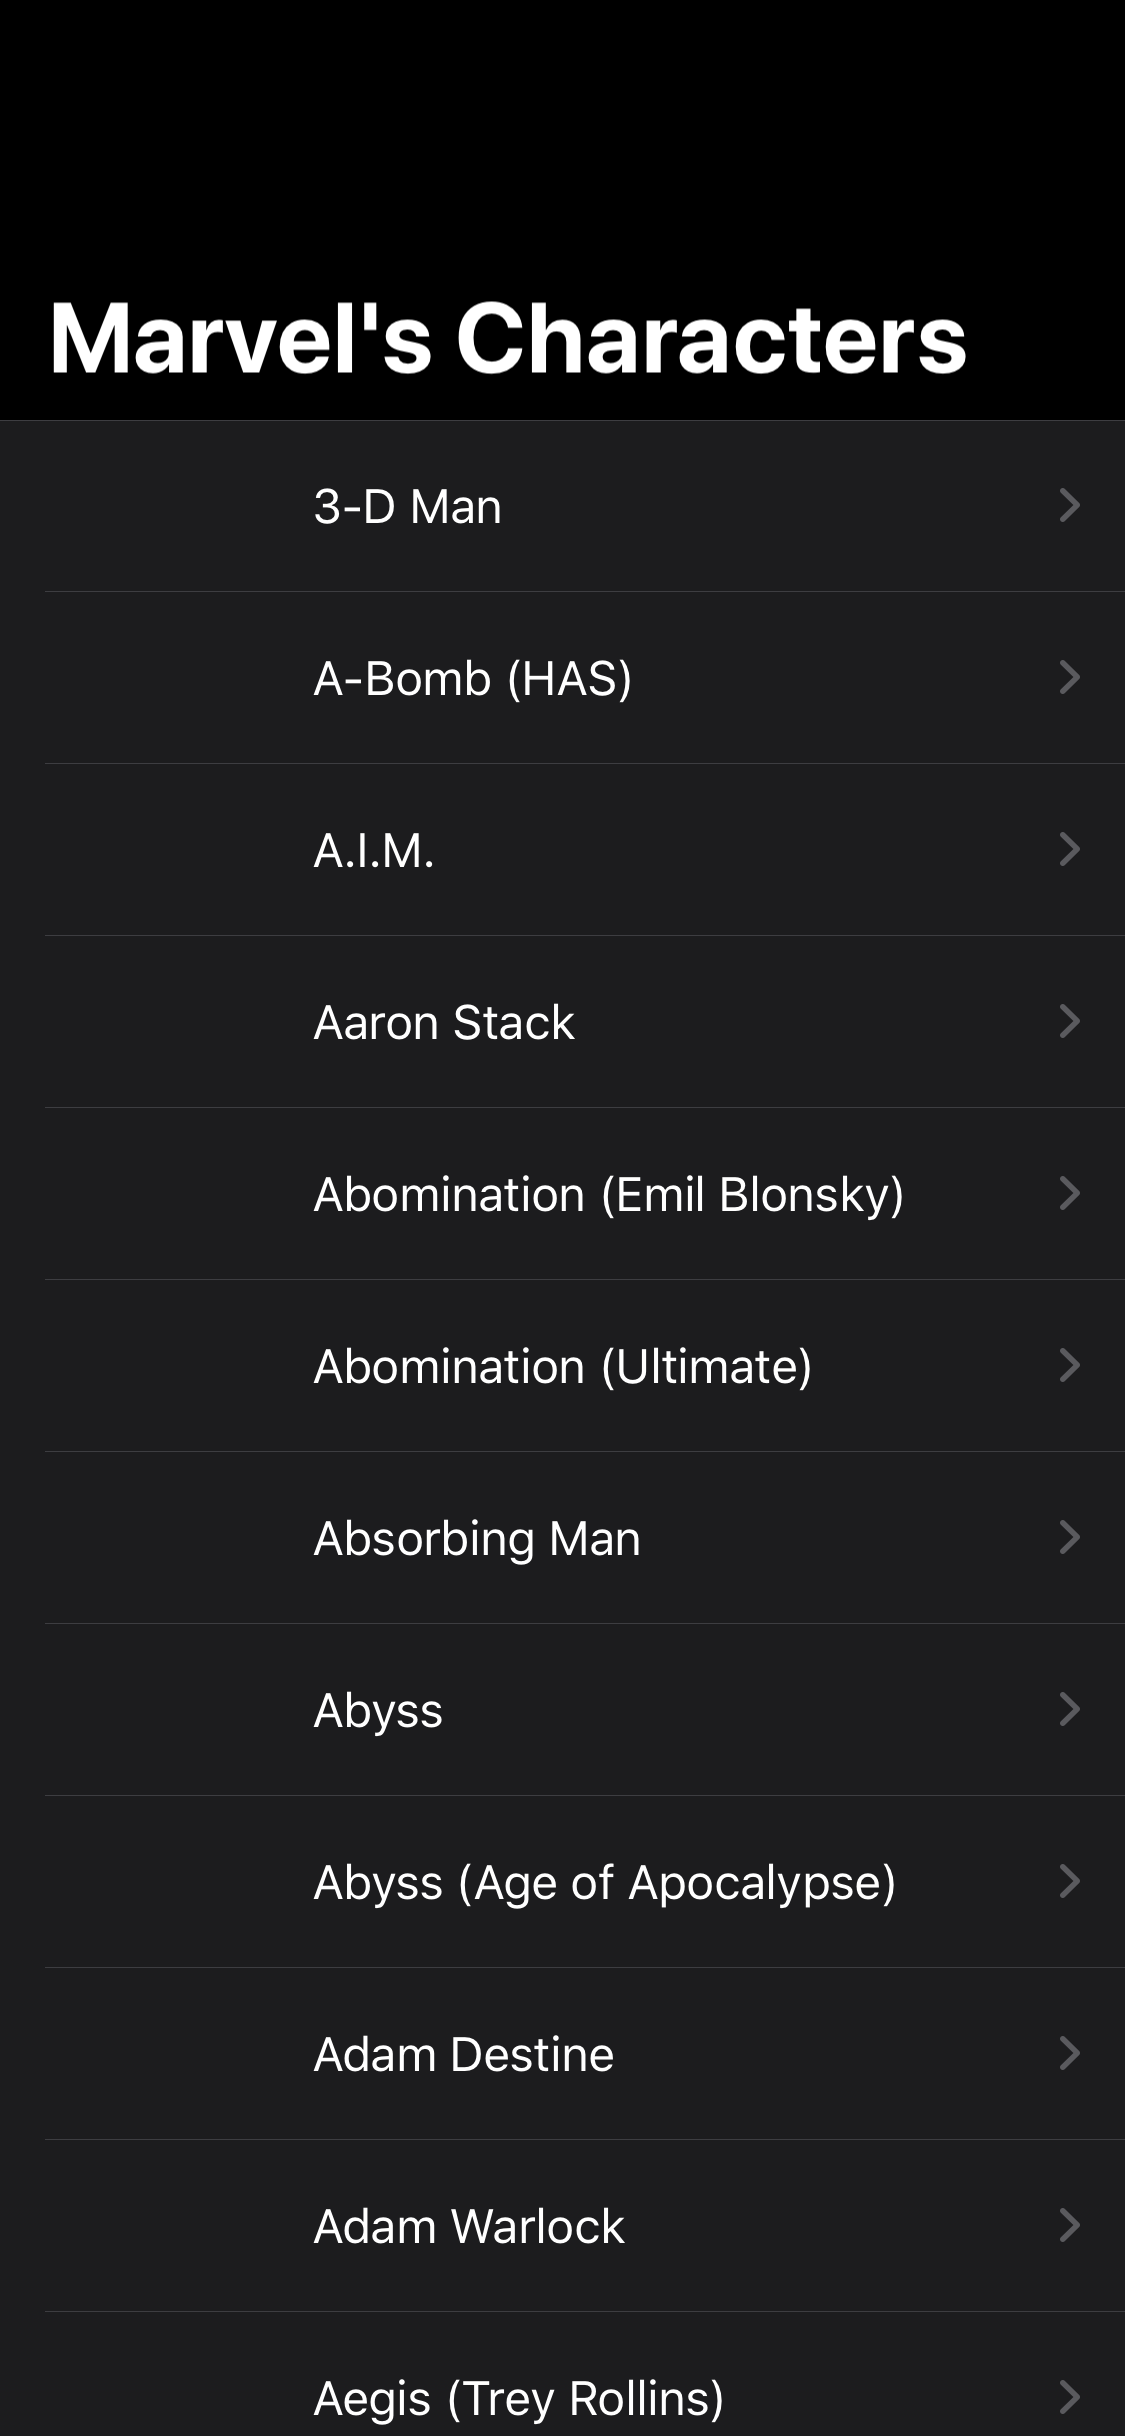 Marvel's Characters
3-D Man
A-Bomb (HAS)
A.I.M.
Aaron Stack
Abomination (Emil Blonsky)
Abomination (Ultimate)
Absorbing Man
Abyss
Abyss (Age of Apocalypse)
Adam Destine
Adam Warlock
Aegis (Trey Rollins)